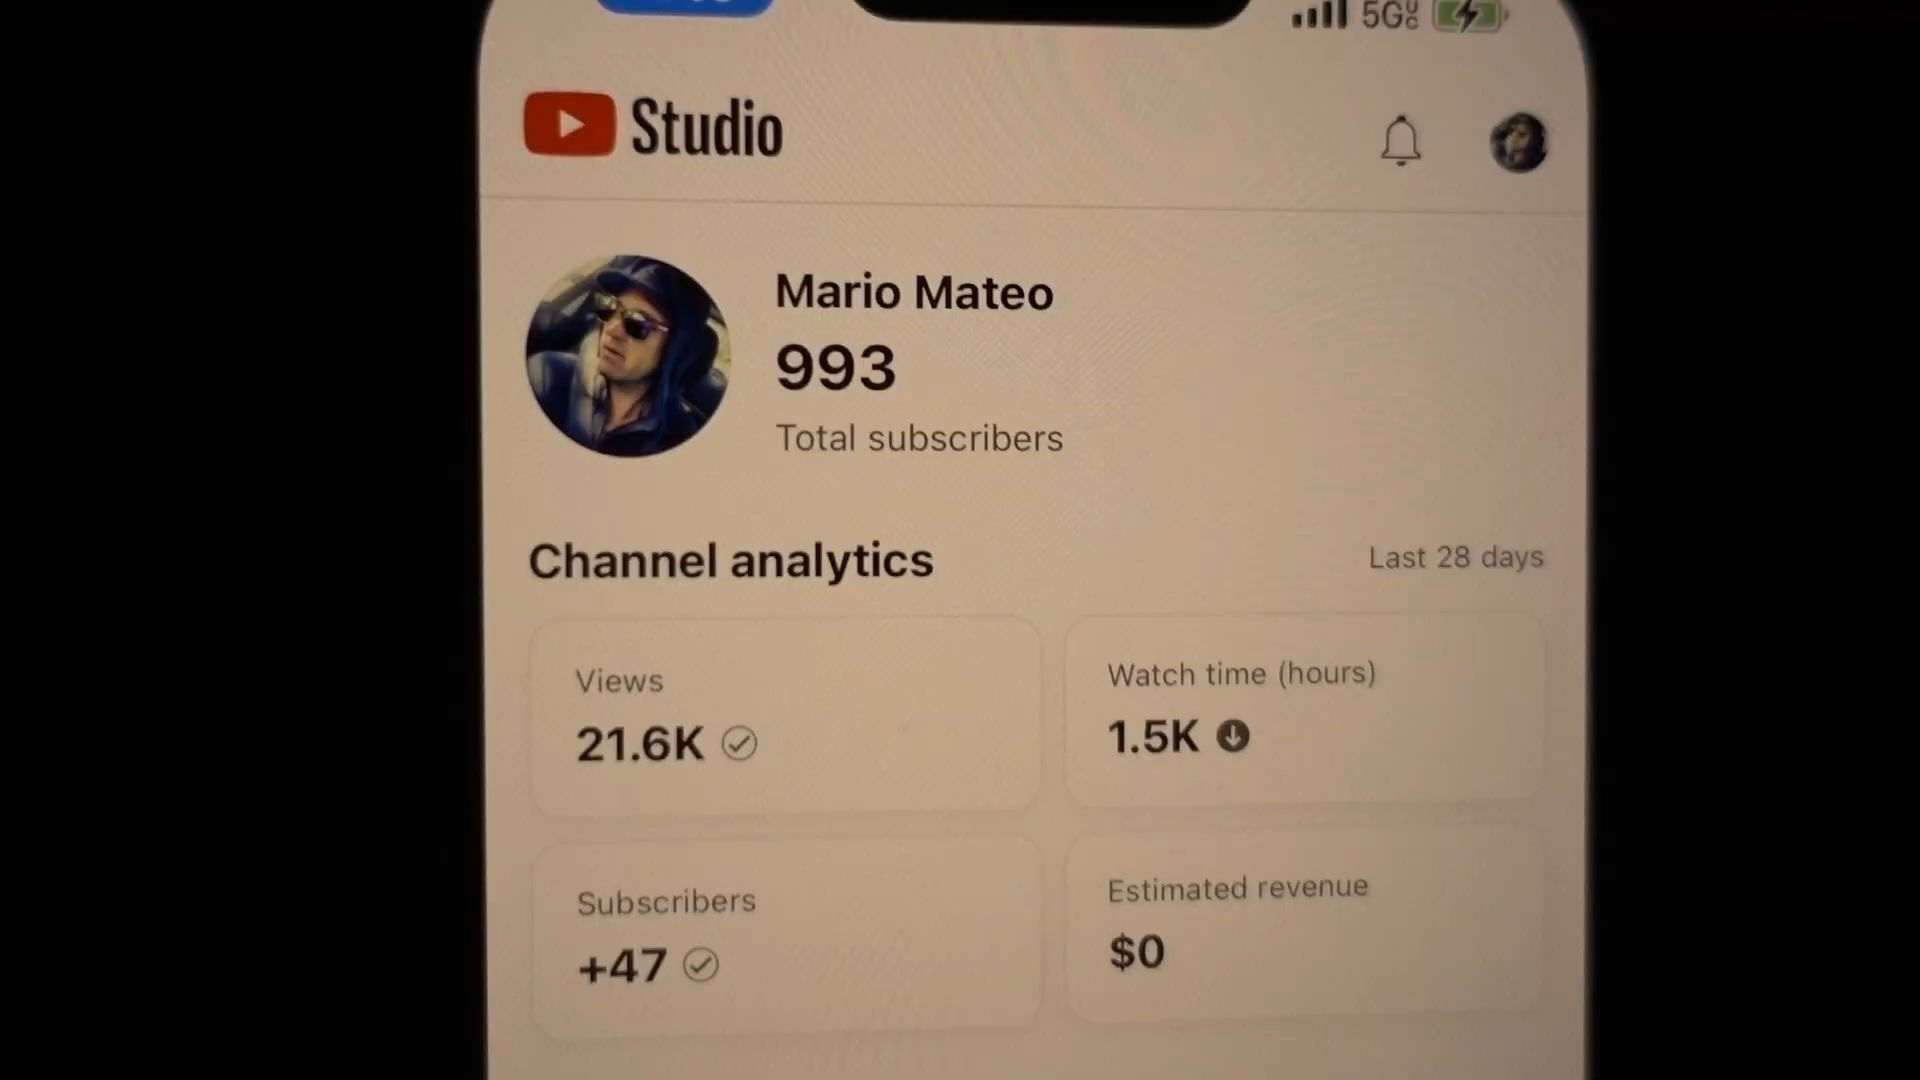 5G
Studio
Mario Mateo
993
Total subscribers
Channel analytics
Last 28 days
Views
21.6K
Watch time (hours)
1.5K
Subscribers
+47
Estimated revenue
$0